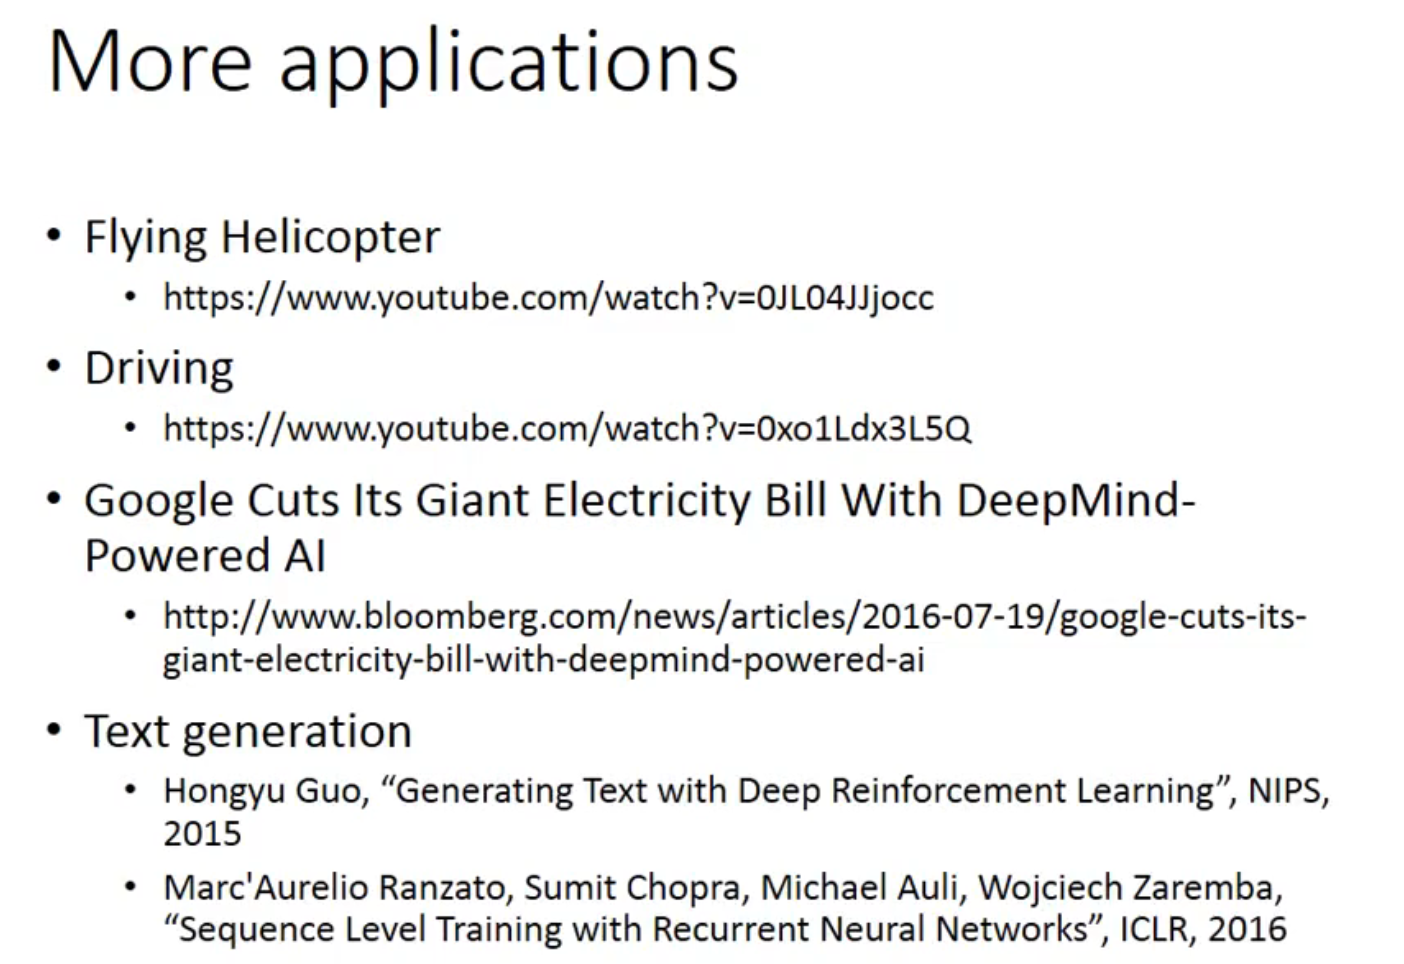 More applications
• Flying Helicopter
• https://www.youtube.com/watch?v=0JL04JJjocc
• Driving
• https://www.youtube.com/watch?v=0xo1Ldx3L5Q
• Google Cuts Its Giant Electricity Bill With DeepMind-
Powered AI
• http://www.bloomberg.com/news/articles/2016-07-19/google-cuts-its-
giant-electricity-bill-with-deepmind-powered-ai
• Text generation
• Hongyu Guo, “Generating Text with Deep Reinforcement Learning”, NIPS,
2015
• Marc'Aurelio Ranzato, Sumit Chopra, Michael Auli, Wojciech Zaremba,
“Sequence Level Training with Recurrent Neural Networks”, ICLR, 2016